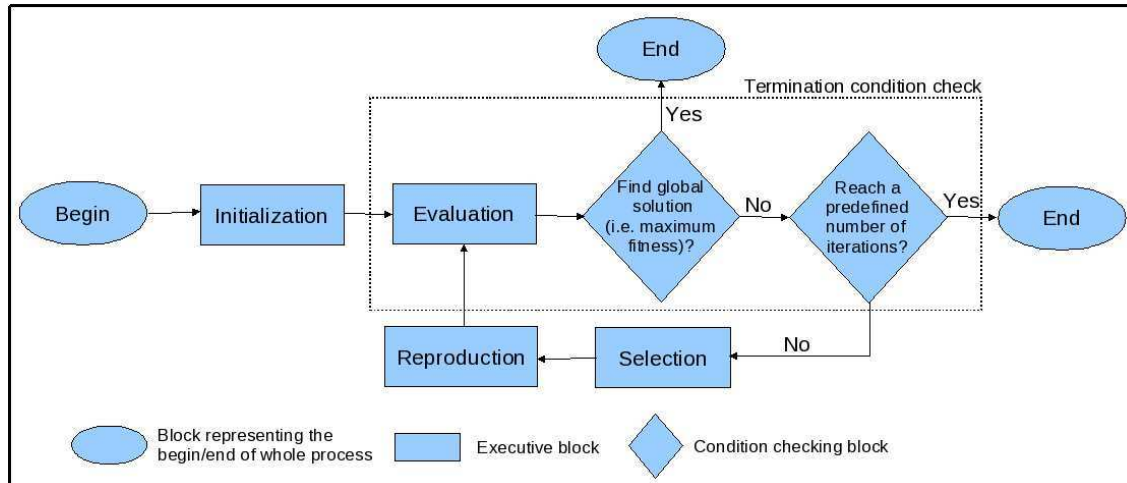 End
Termination condition check
Yes
Begin
Initialization
Evaluation
Find global
solution
(i.e. maximum
fitness)?
No
Reach a
predefined
number of
iterations?
Yes
End
Reproduction
Selection
No
Block representing the
begin/end of whole process
Executive block
Condition checking block